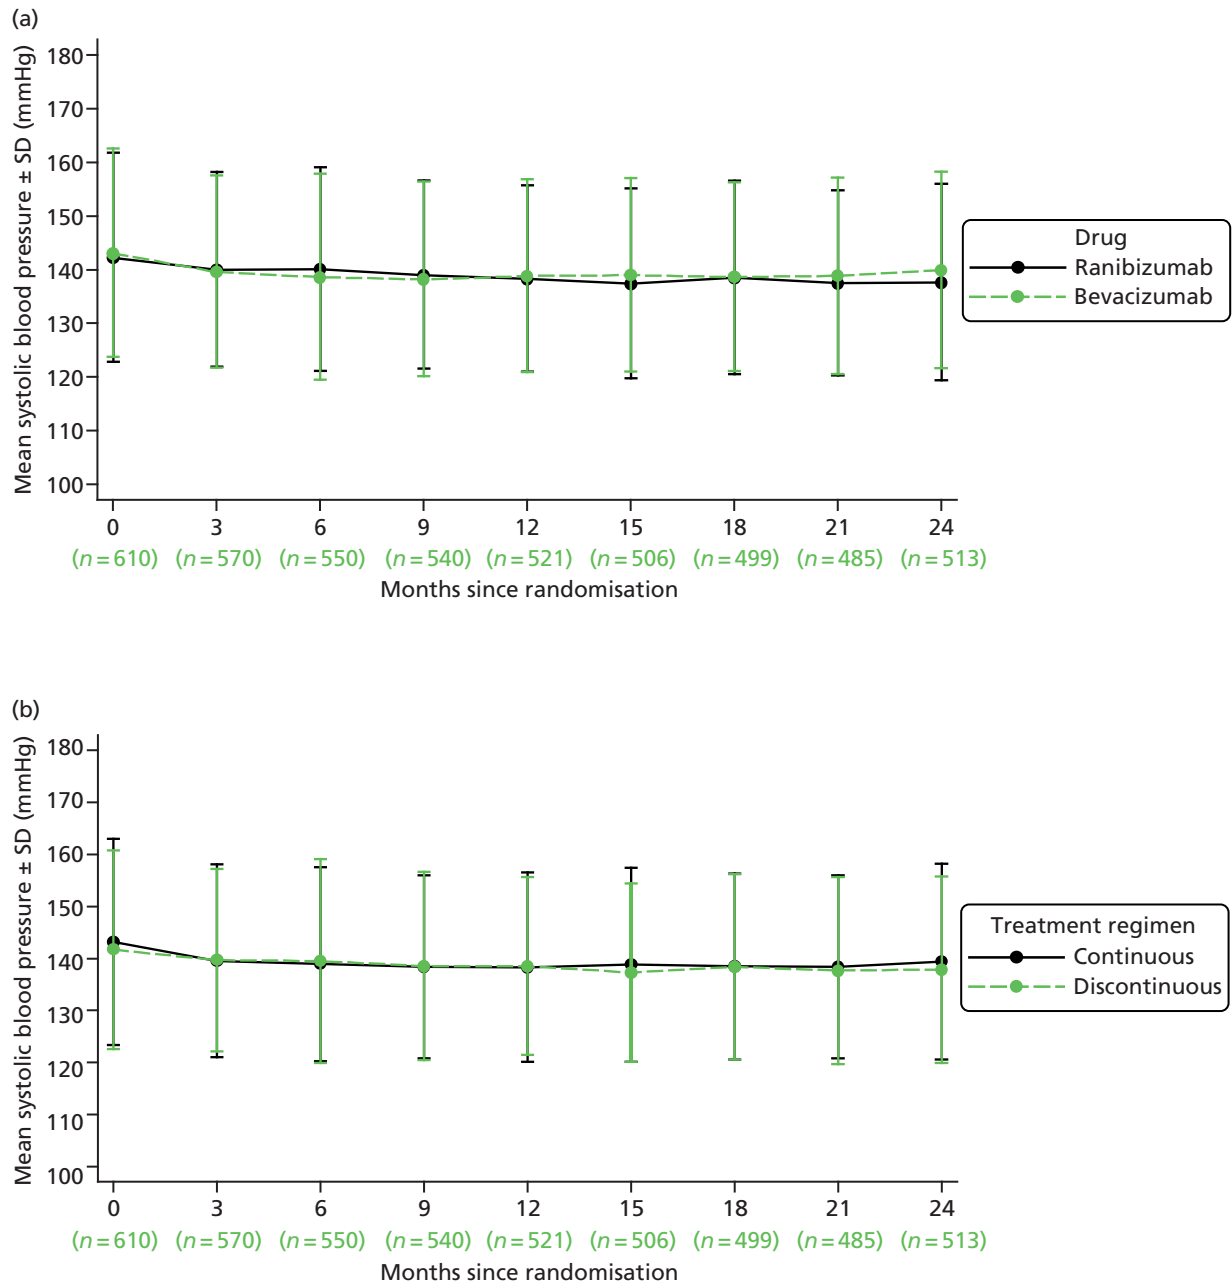 (a)
Mean systolic blood pressure ± SD (mmHg)
180
170
160
150
140
130
120
110
100
0 3 6 9 12 15 18 21 24
(n=610) (n=570) (n=550) (n=540) (n=521) (n=506) (n=499) (n=485) (n=513)
Months since randomisation
Drug
Ranibizumab
Bevacizumab
(b)
Mean systolic blood pressure ± SD (mmHg)
180
170
160
150
140
130
120
110
100
0 3 6 9 12 15 18 21 24
(n=610) (n=570) (n=550) (n=540) (n=521) (n=506) (n=499) (n=485) (n=513)
Months since randomisation
Treatment regimen
Continuous
Discontinuous